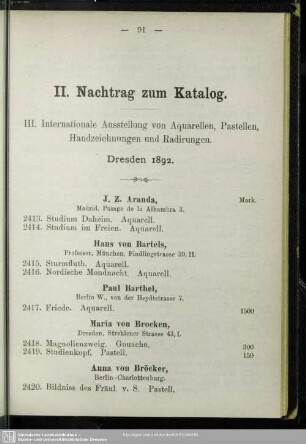 — 91 —
II. Nachtrag zum Katalog.
III. Internationale Ausstellung von Aquarellen, Pastellen,
Handzeichnungen und Radirungen.
Dresden 1892.
J. Z. Aranda, Mark.
Madrid, Pasage de la Alhambra 3.
2413. Studium Daheim. Aquarell.
2414. Studium im Freien. Aquarell.
Hans von Bartels,
Professor, München, Findlingstrasse 39, II.
2415. Sturmfluth. Aquarell.
2416. Nordische Mondnacht. Aquarell.
Paul Barthel,
Berlin W., von der Heydtstrasse 7.
2417. Friede. Aquarell. 1500
Maria von Brocken,
Dresden, Strehlener Strasse 43, I.
2418. Magnolienzweig. Gouache. 300
2419. Studienkopf. Pastell. 150
Anna von Bröcker,
Berlin-Charlottenburg.
2420. Bildniss des Fräul. v. S. Pastell.